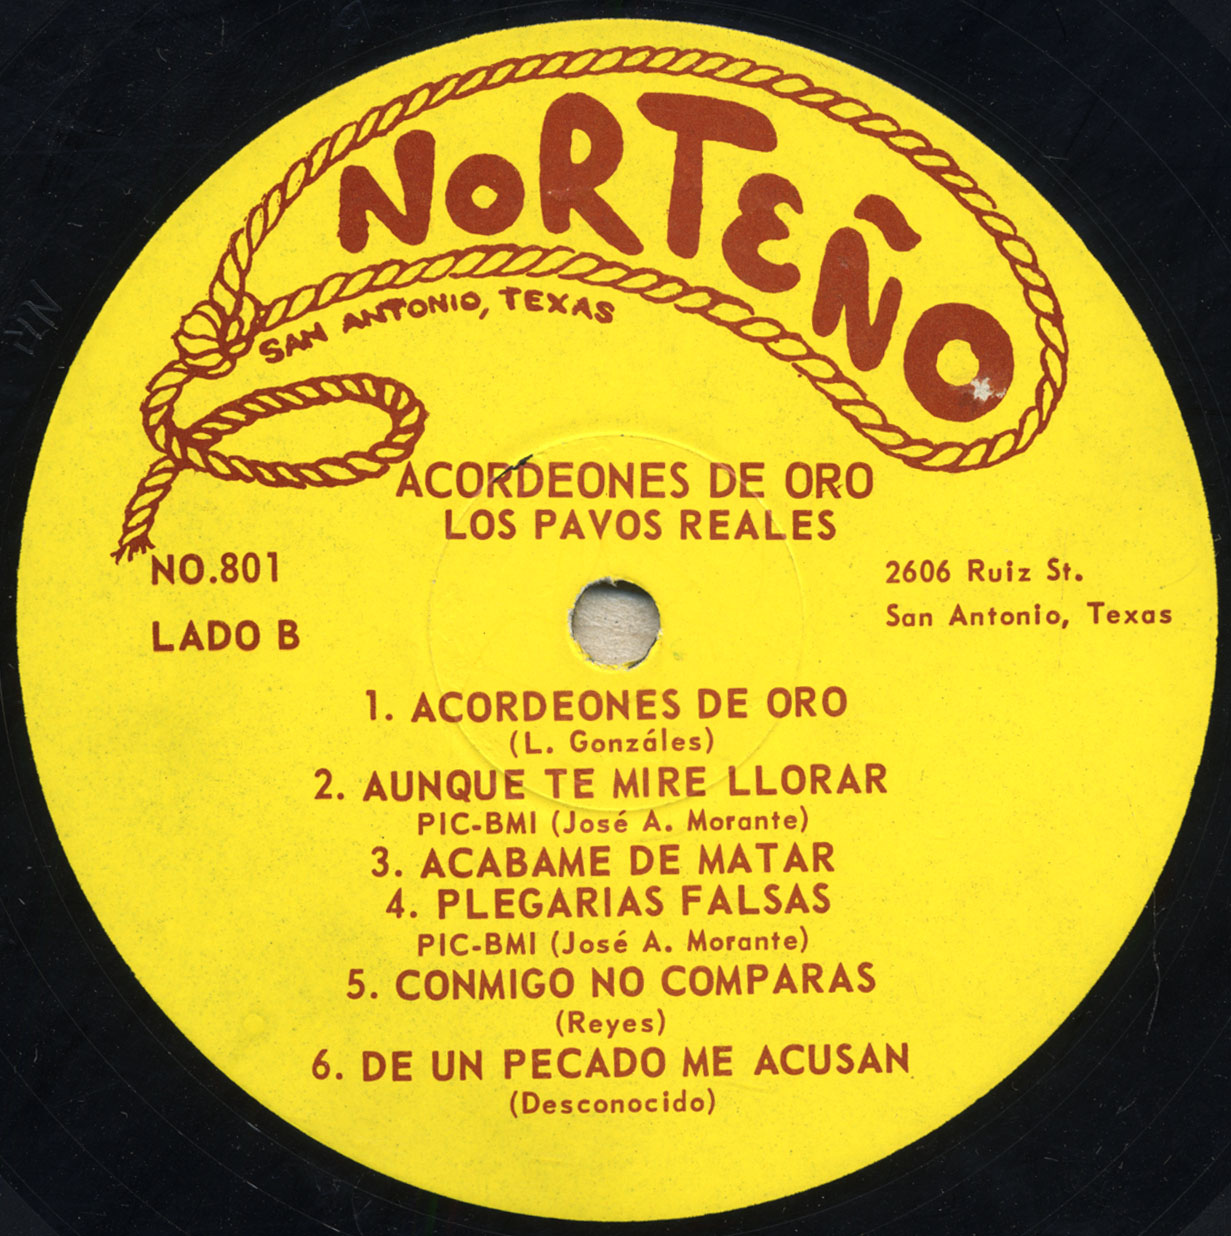 NORTEÑO
SAN ANTONIO, TEXAS
ACORDEONES DE ORO
LOS PAVOS REALES
NO.801
LADO B
2606 Ruiz St.
San Antonio, Texas
1. ACORDEONES DE ORO
(L. Gonzáles)
2. AUNQUE TE MIRE LLORAR
PIC-BMI (José A. Morante)
3. ACABAME DE MATAR
4. PLEGARIAS FALSAS
PIC-BMI (José A. Morante)
5. CONMIGO NO COMPARAS
(Reyes)
6. DE UN PECADO ME ACUSAN
(Desconocido)